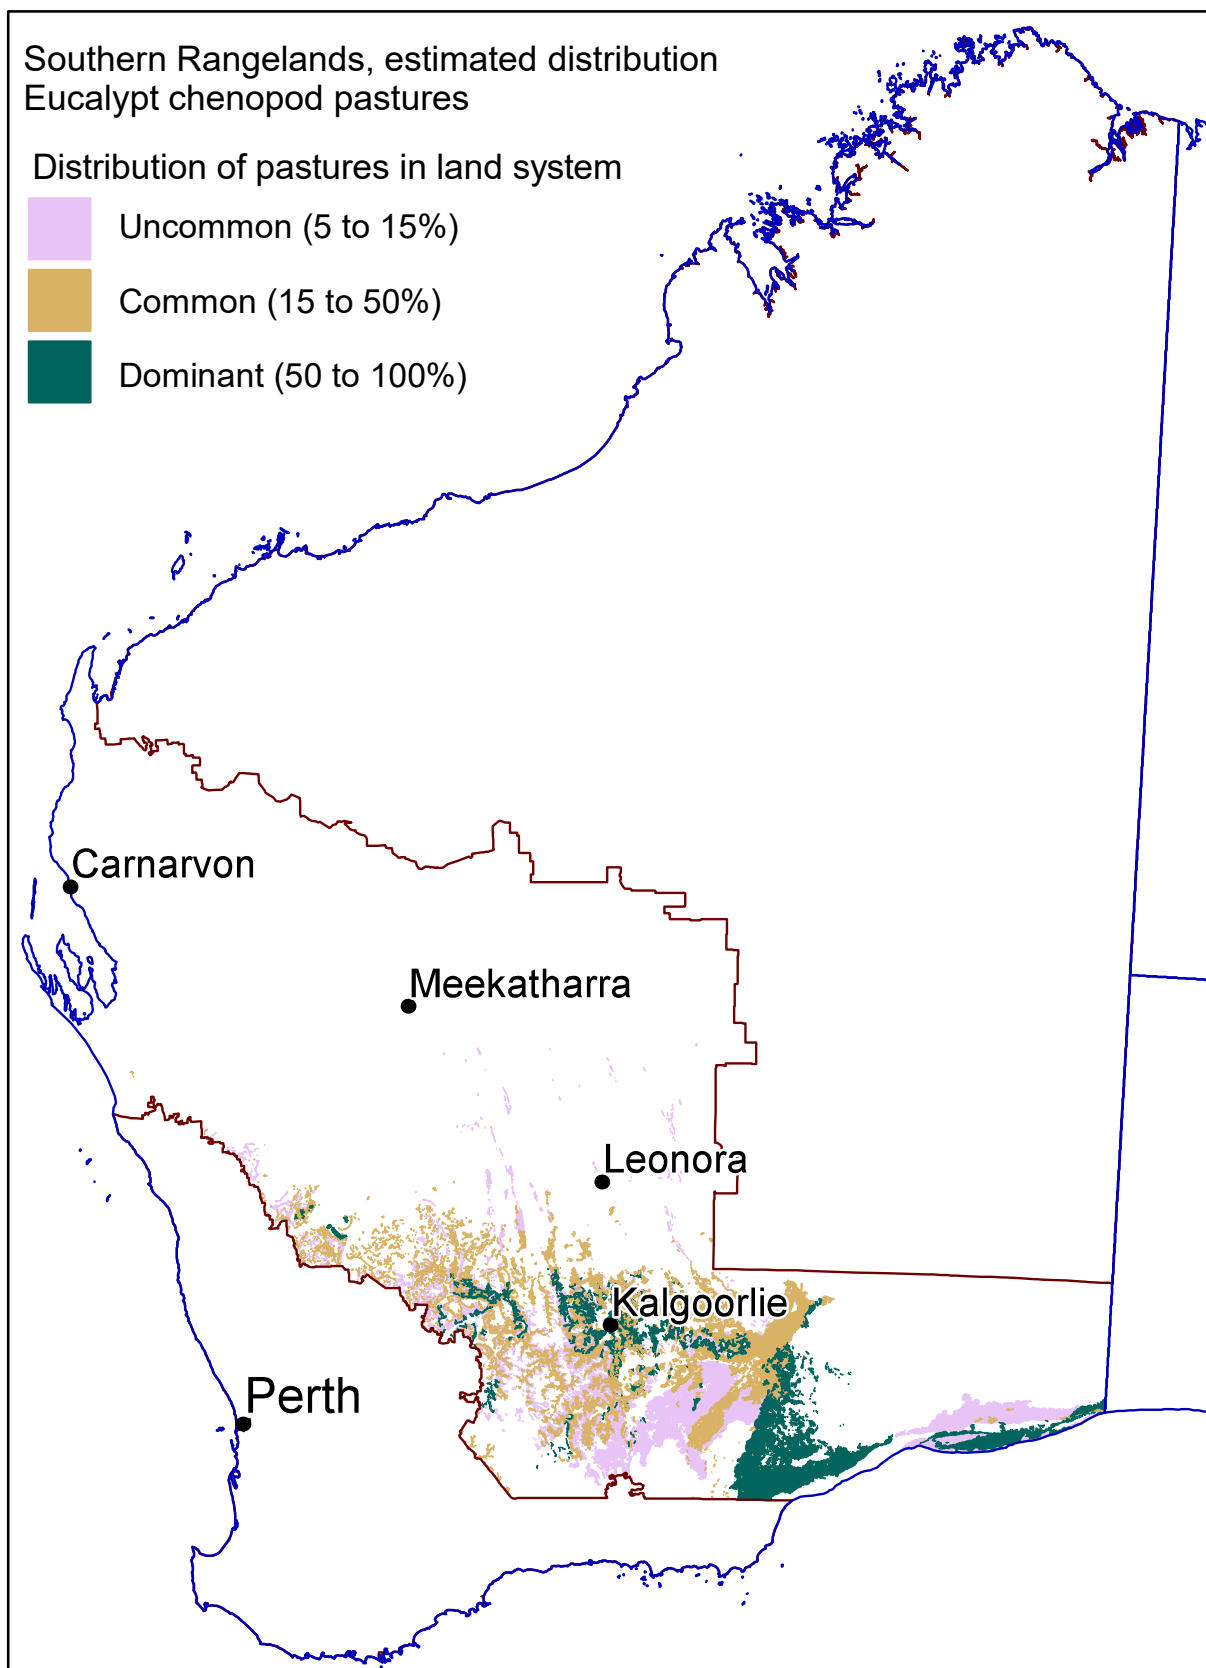 Southern Rangelands, estimated distribution
Eucalypt chenopod pastures
Distribution of pastures in land system
Uncommon (5 to 15%)
Common (15 to 50%)
Dominant (50 to 100%)
Carnarvon
Meekatharra
Leonora
Kalgoorlie
Perth